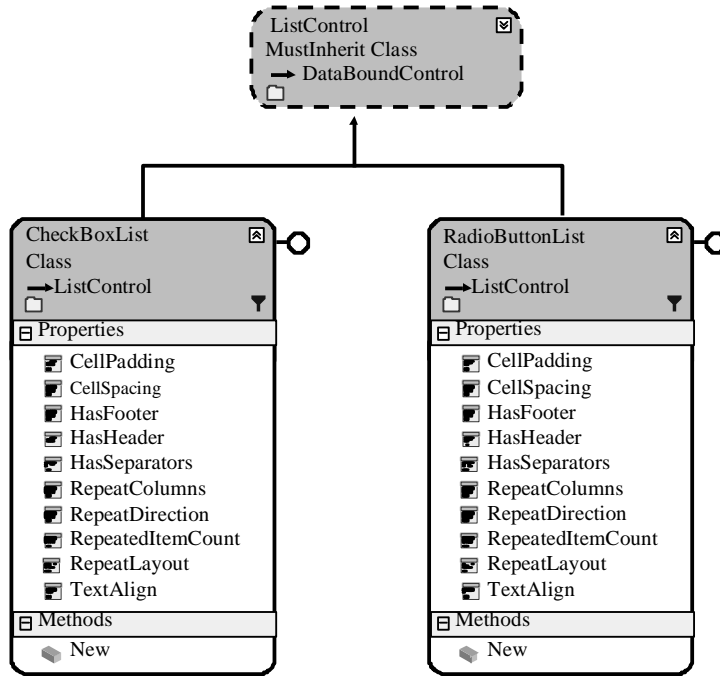 ListControl
MustInherit Class
DataBoundControl
CheckBoxList
Class
ListControl
Properties
CellPadding
CellSpacing
HasFooter
HasHeader
HasSeparators
RepeatColumns
RepeatDirection
RepeatedItemCount
RepeatLayout
TextAlign
Methods
New
RadioButtonList
Class
ListControl
Properties
CellPadding
CellSpacing
HasFooter
HasHeader
HasSeparators
RepeatColumns
RepeatDirection
RepeatedItemCount
RepeatLayout
TextAlign
Methods
New